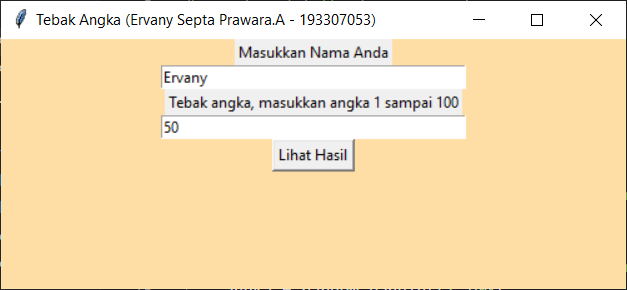 Tebak Angka (Ervany Septa Prawara.A - 193307053)
Masukkan Nama Anda
Ervany
Tebak angka, masukkan angka 1 sampai 100
50
Lihat Hasil